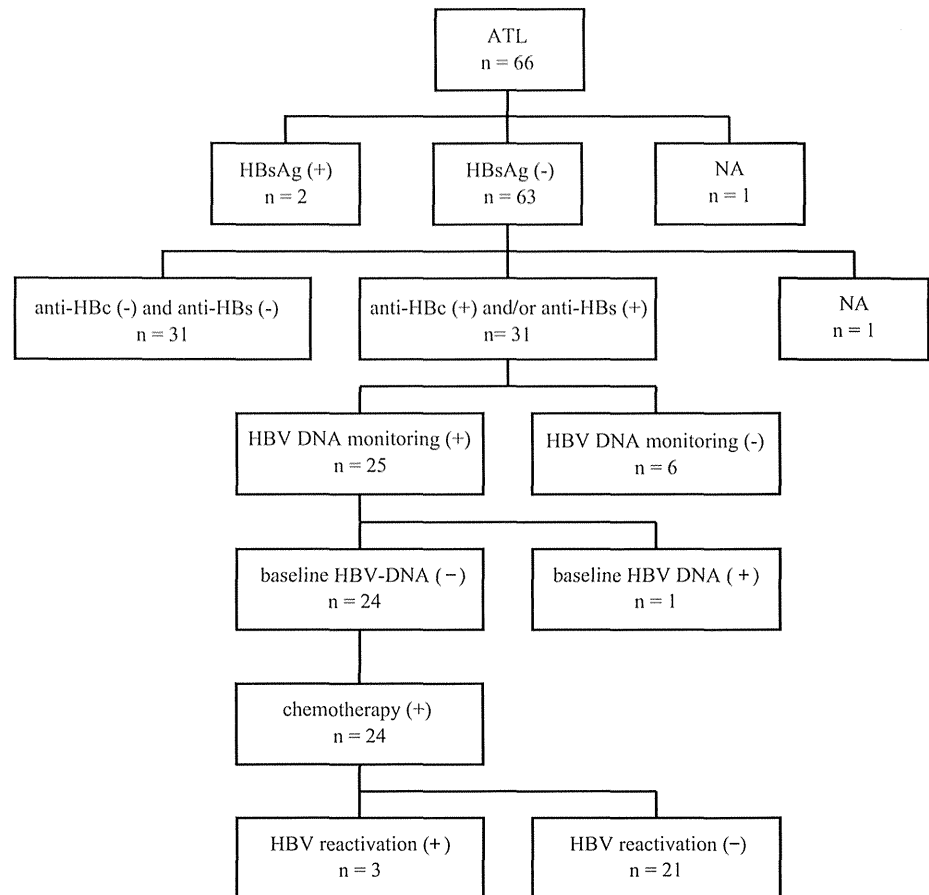 ATL
n = 66
HBsAg (+)
n = 2
HBsAg (-)
n = 63
NA
n = 1
anti-HBc (-) and anti-HBs (-)
n = 31
anti-HBc (+) and/or anti-HBs (+)
n= 31
NA
n = 1
HBV DNA monitoring (+)
n = 25
HBV DNA monitoring (-)
n = 6
baseline HBV-DNA (−)
n = 24
baseline HBV DNA (+)
n = 1
chemotherapy (+)
n = 24
HBV reactivation (+)
n = 3
HBV reactivation (−)
n = 21